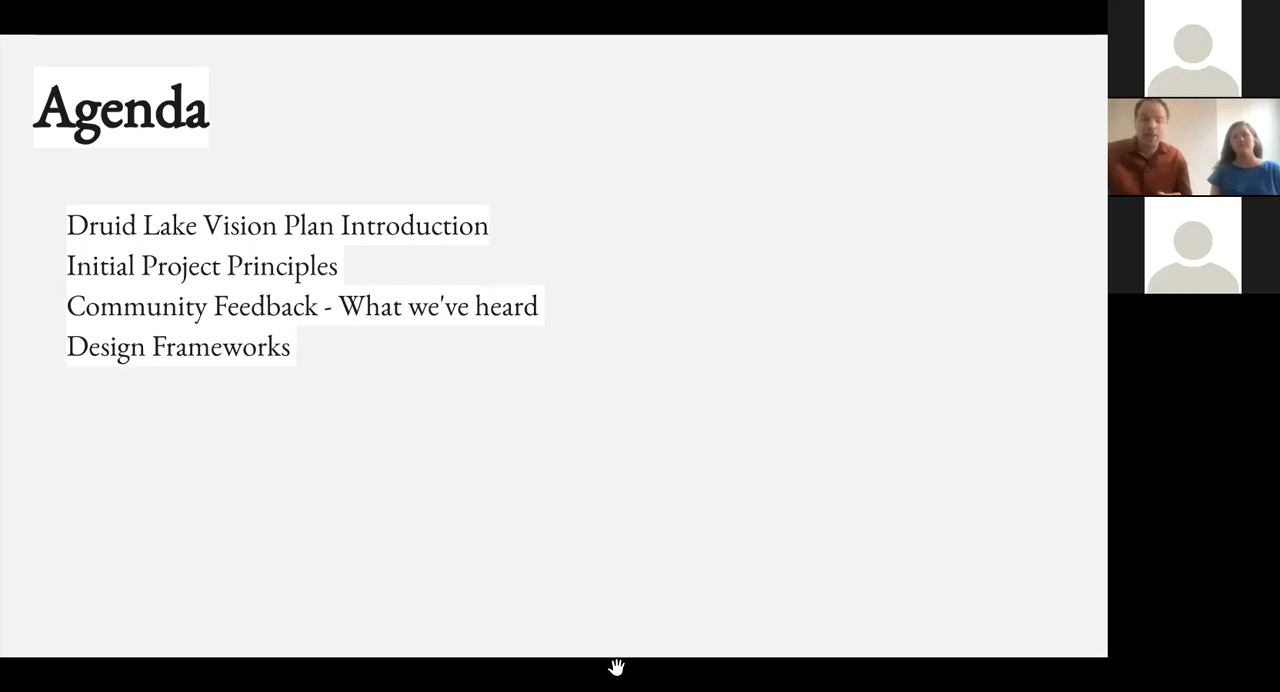 Agenda
Druid Lake Vision Plan Introduction
Initial Project Principles
Community Feedback - What we've heard
Design Frameworks